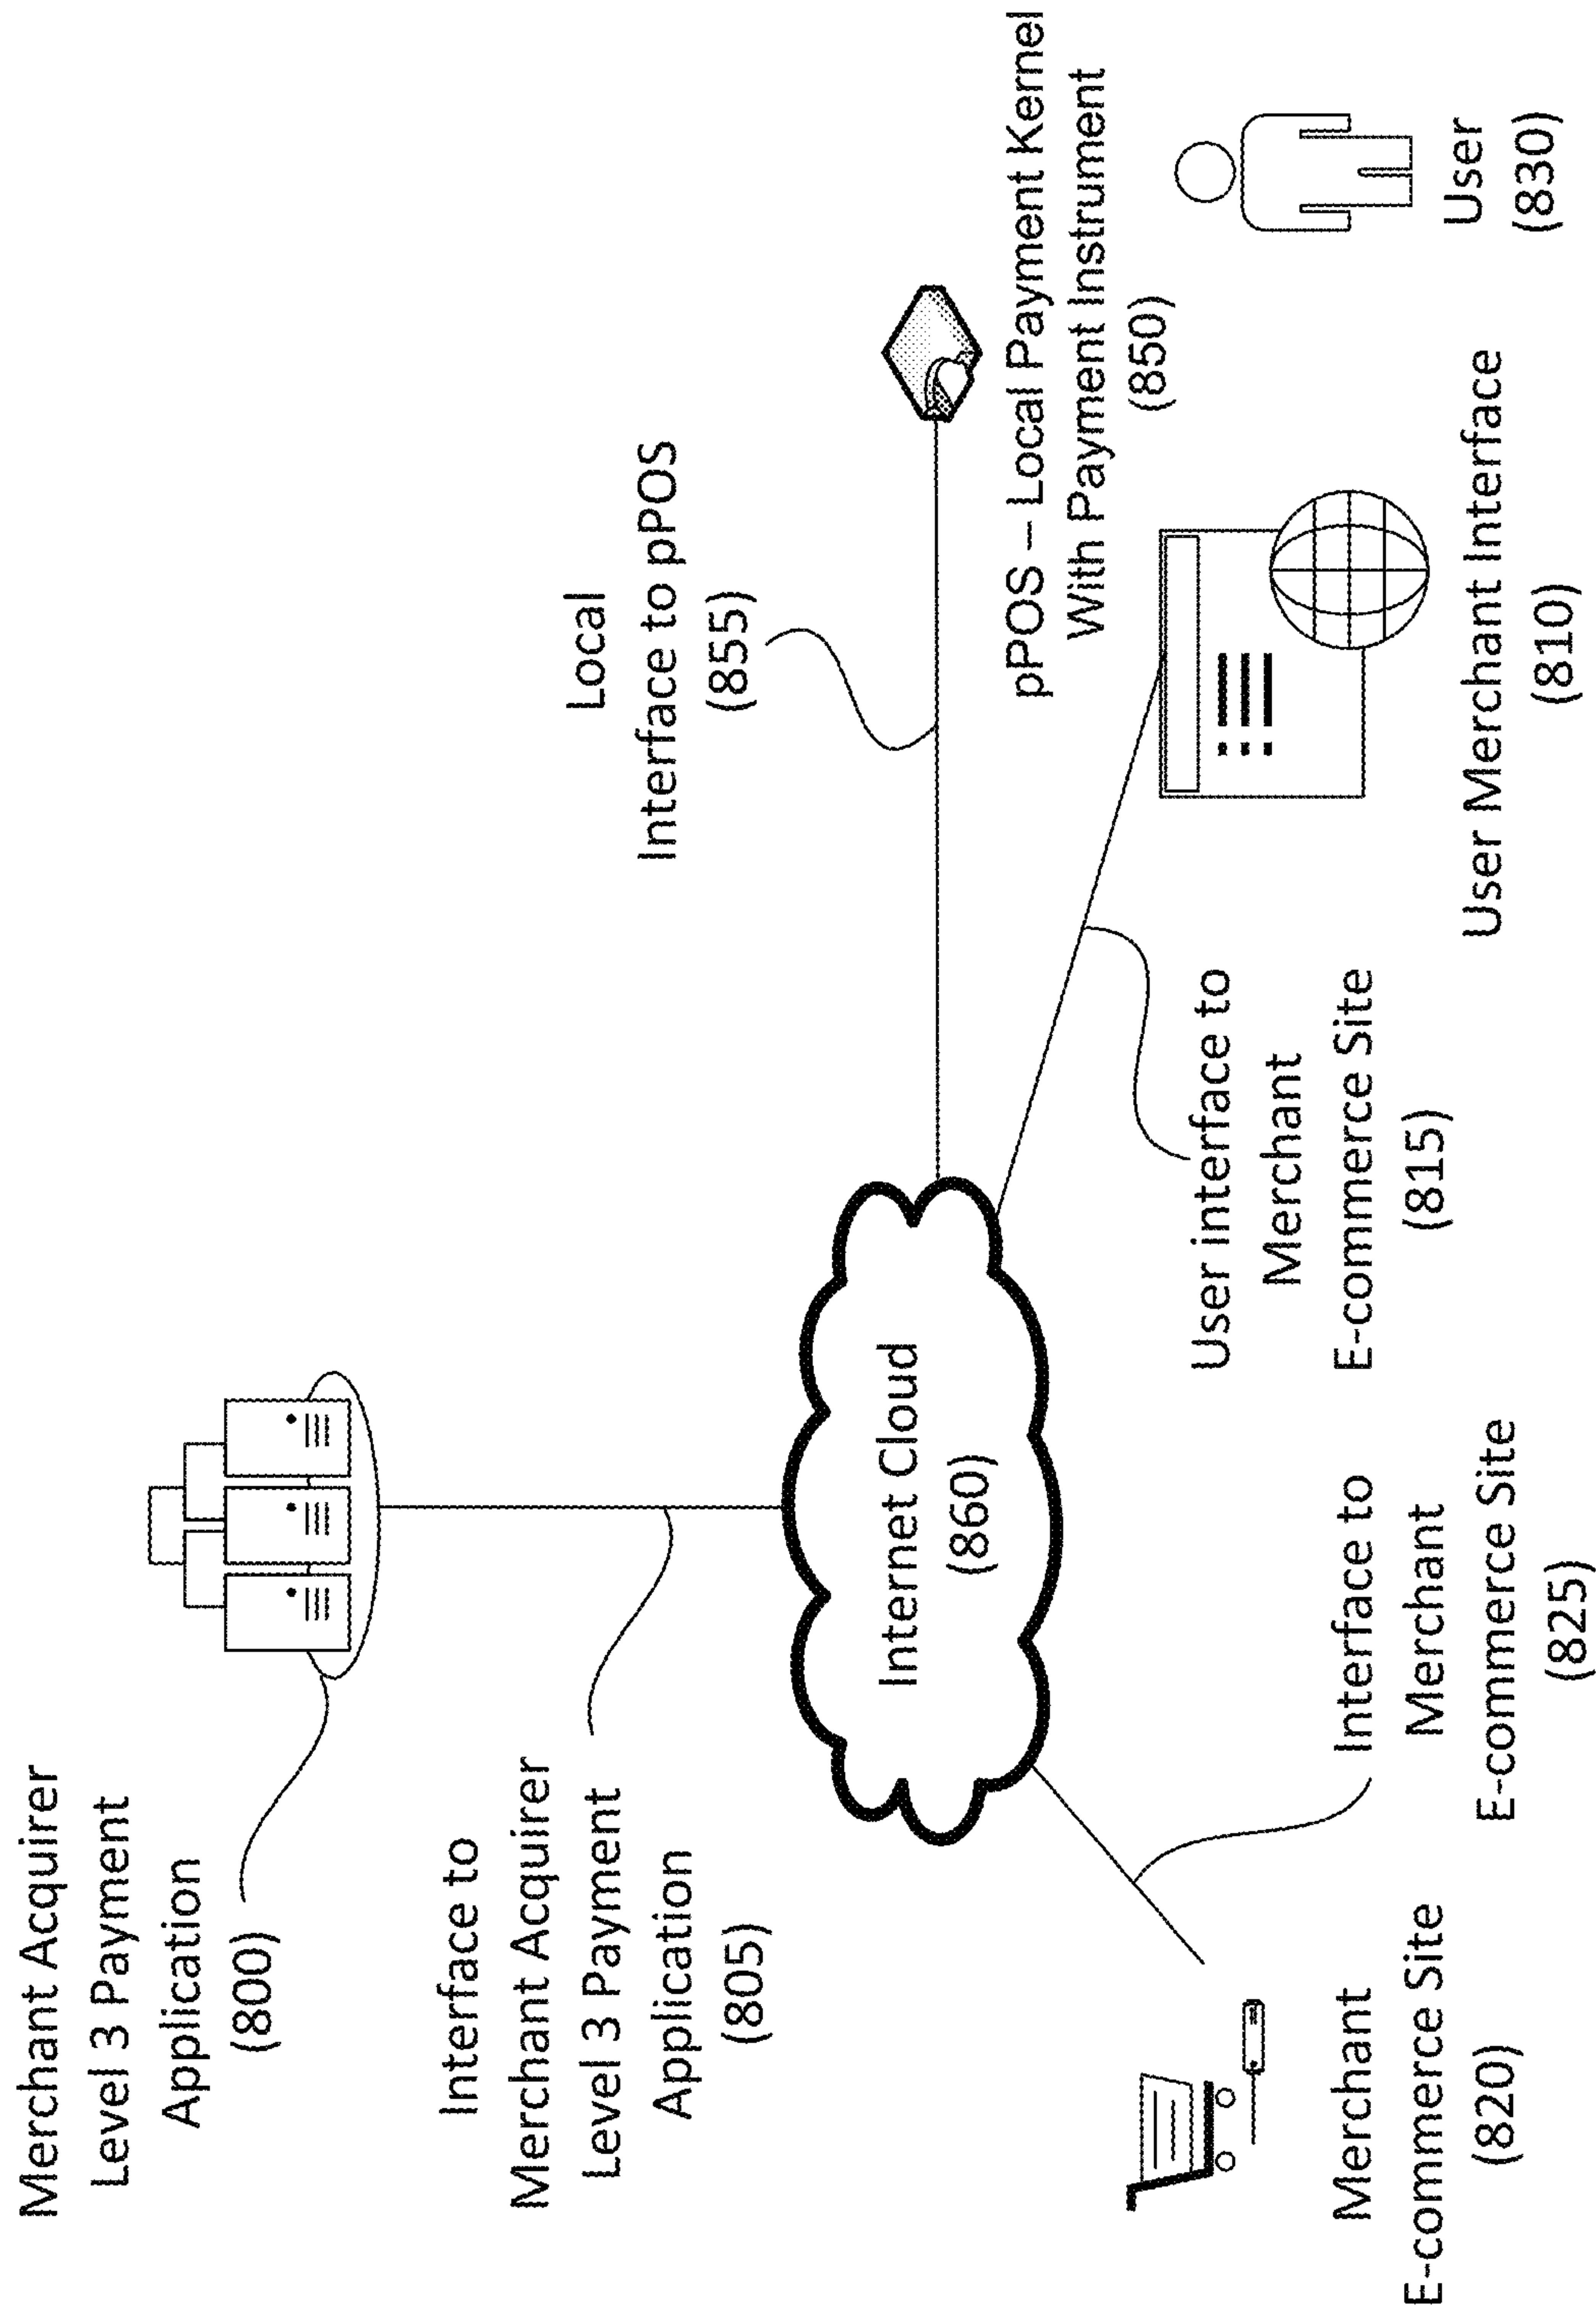 Merchant Acquirer
Level 3 Payment
Application
(800)
Interface to
Merchant Acquirer
Level 3 Payment
Application
(805)
Local
Interface to pPOS
(855)
Internet Cloud
(860)
pPOS – Local Payment Kernel
With Payment Instrument
(850)
User interface to
Merchant
E-commerce Site
(815)
User Merchant Interface
(810)
User
(830)
Interface to
Merchant
E-commerce Site
(825)
Merchant
E-commerce Site
(820)